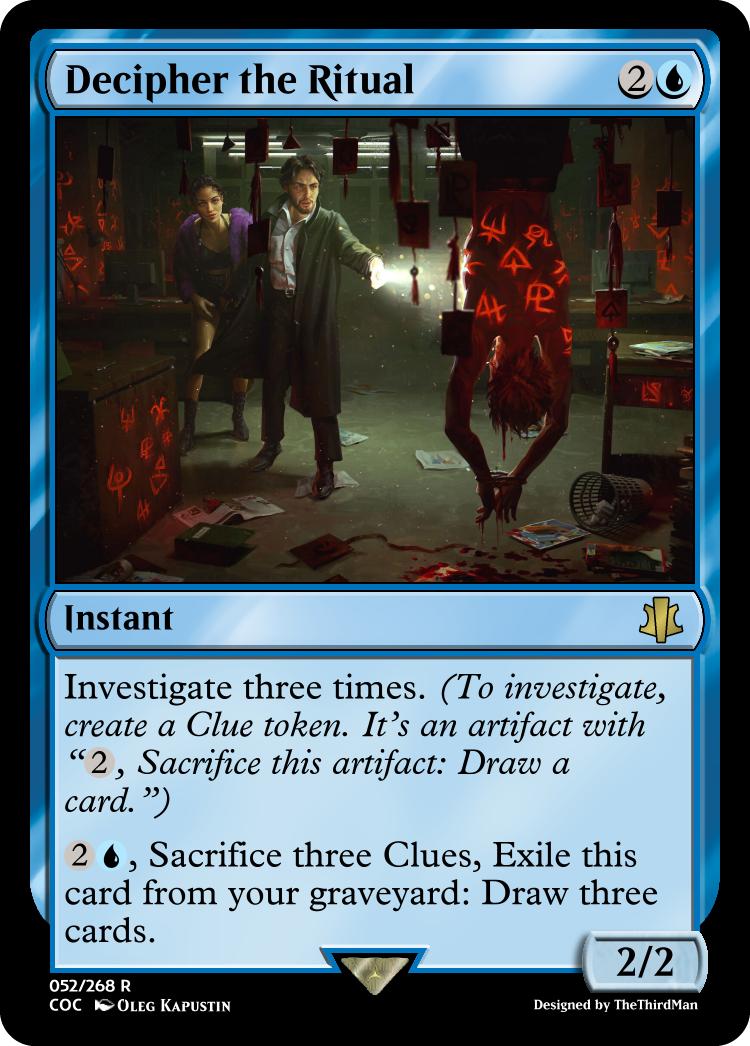 Decipher the Ritual 2
Instant
Investigate three times. (To investigate,
create a Clue token. It's an artifact with
“2, Sacrifice this artifact: Draw a
card.”)
2, Sacrifice three Clues, Exile this
card from your graveyard: Draw three
cards.
2/2
052/268 R
COC Oleg Kapustin
Designed by TheThirdMan